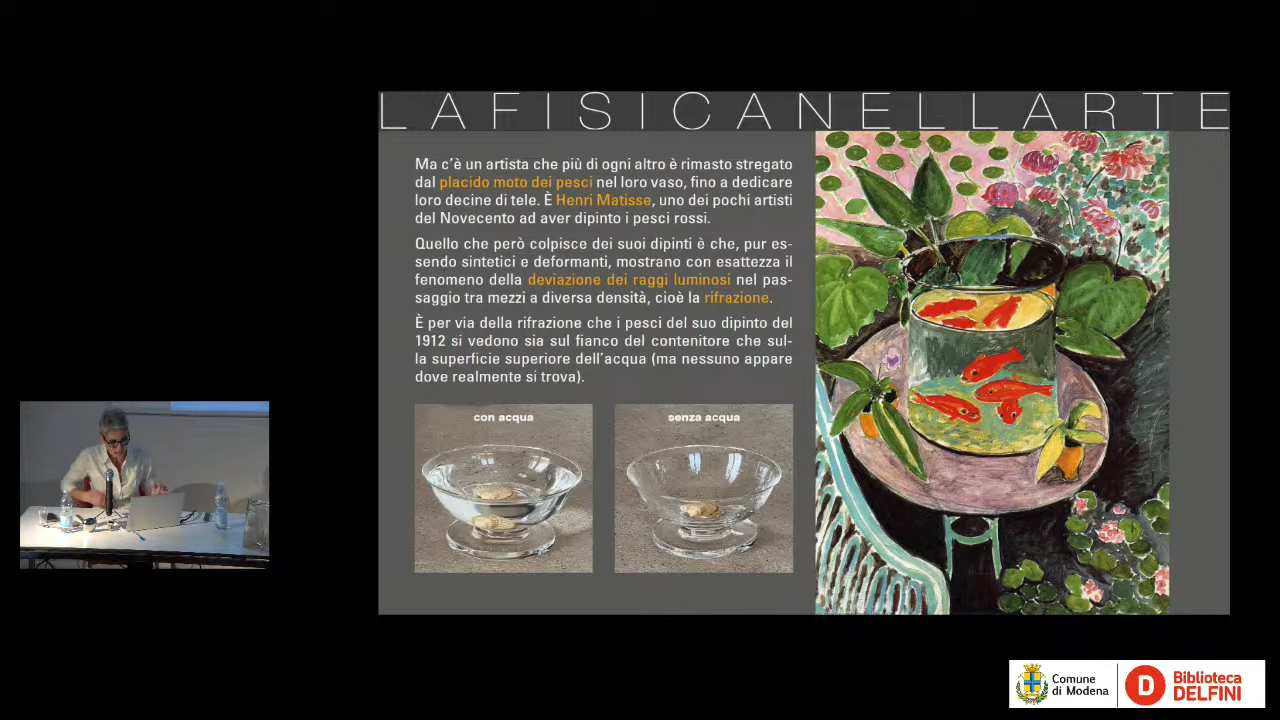 LAFISICANELLARTE
Ma c'è un artista che più di ogni altro è rimasto stregato
dal placido moto dei pesci nel loro vaso, fino a dedicare
loro decine di tele. È Henri Matisse, uno dei pochi artisti
del Novecento ad aver dipinto i pesci rossi.
Quello che però colpisce dei suoi dipinti è che, pur es-
sendo sintetici e deformanti, mostrano con esattezza il
fenomeno della deviazione dei raggi luminosi nel pas-
saggio tra mezzi a diversa densità, cioè la rifrazione.
È per via della rifrazione che i pesci del suo dipinto del
1912 si vedono sia sul fianco del contenitore che sul-
la superficie superiore dell'acqua (ma nessuno appare
dove realmente si trova).
con acqua
senza acqua
Comune
di Modena
D
Biblioteca
DELFINI